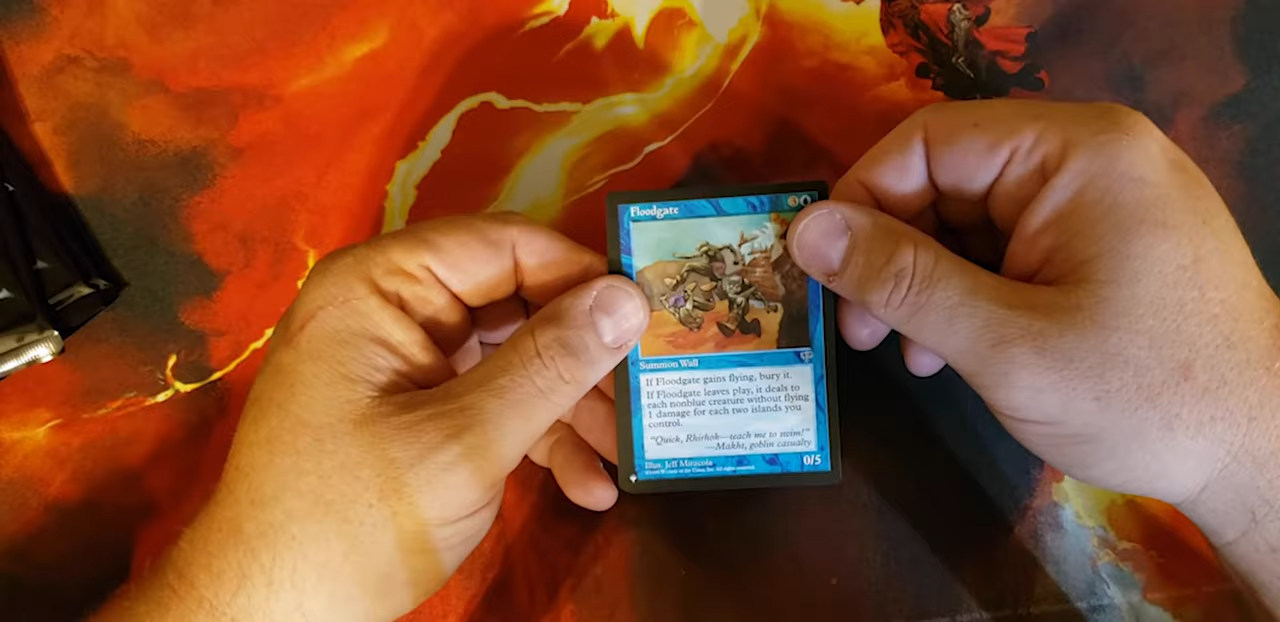 Floodgate
3
Summon Wall
If Floodgate gains flying, bury it.
If Floodgate leaves play, it deals to
each nonblue creature without flying
1 damage for each two islands you
control.
"Quick, Rhirhok—teach me to swim!"
—Makht, goblin casualty
Illus. Jeff Miracola
0/5